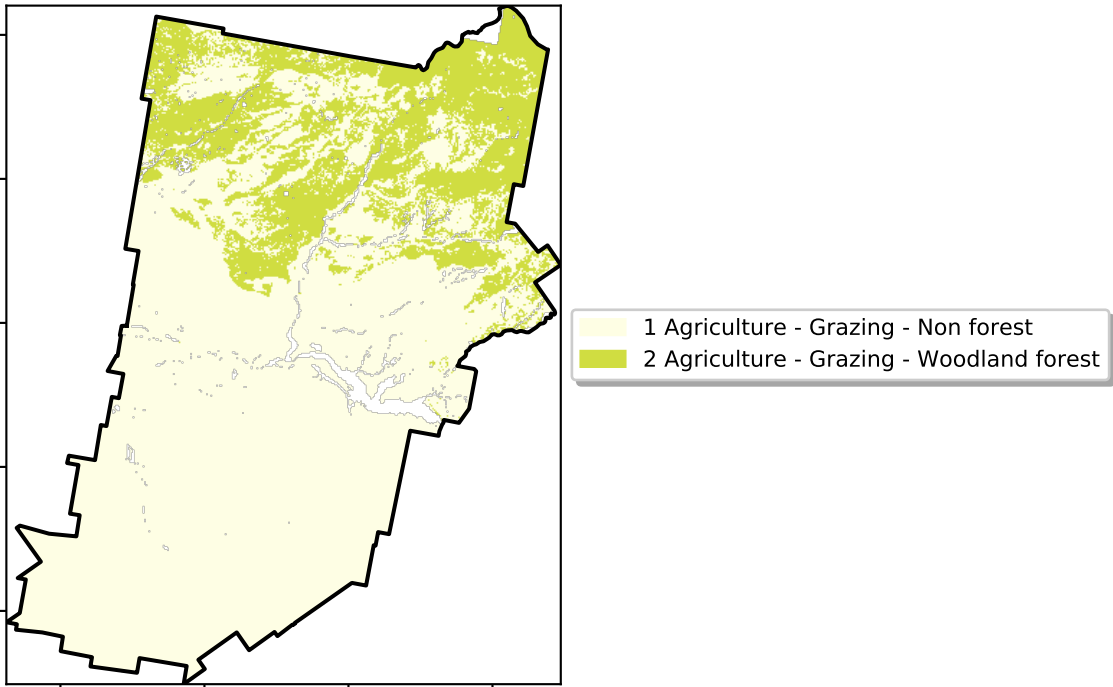 1 Agriculture - Grazing - Non forest
2 Agriculture - Grazing - Woodland forest